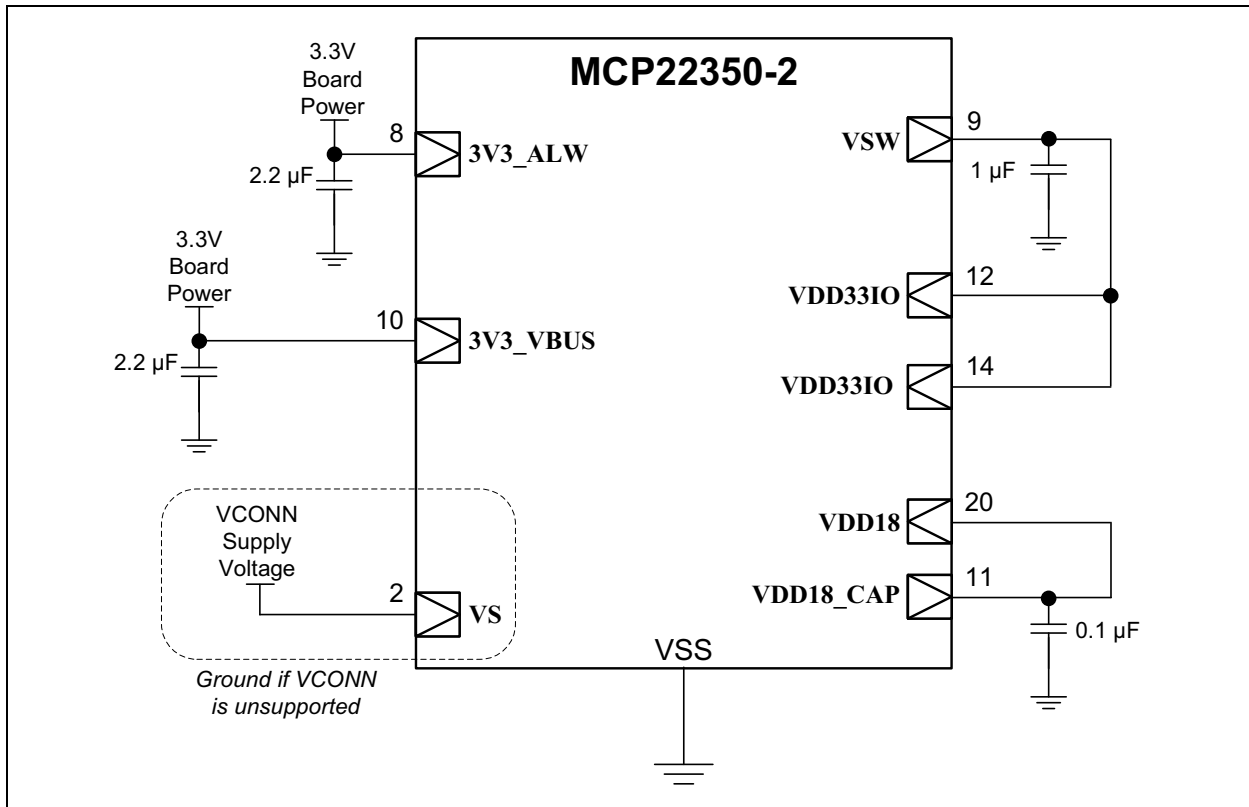 MCP22350-2
3.3V
Board
Power
8
3V3_ALW
2.2 µF
3.3V
Board
Power
10
3V3_VBUS
2.2 µF
VCONN
Supply
Voltage
2
VS
Ground if VCONN
is unsupported
VSS
VSW
9
1 µF
VDD33IO
12
VDD33IO
14
VDD18
20
VDD18_CAP
11
0.1 µF